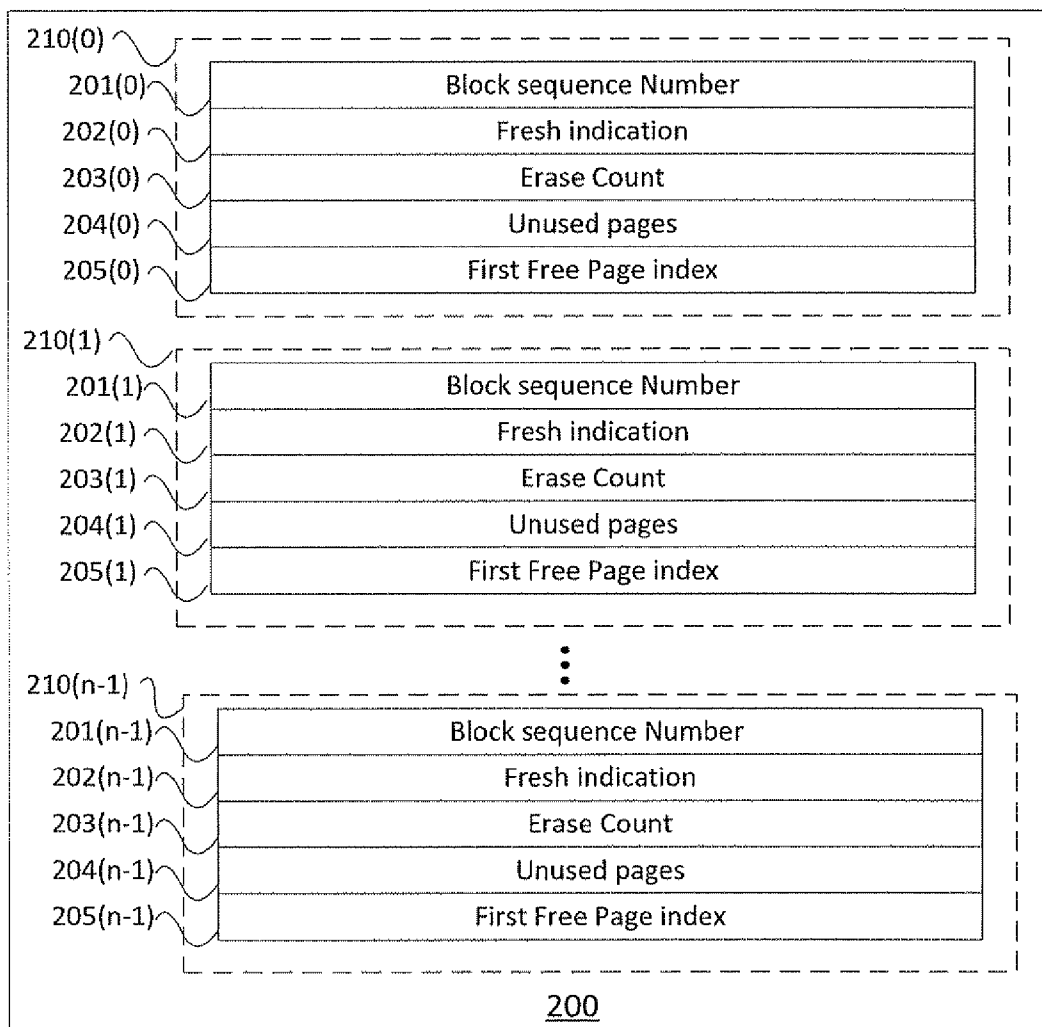 210(0)
201(0) Block sequence Number
202(0) Fresh indication
203(0) Erase Count
204(0) Unused pages
205(0) First Free Page index
210(1)
201(1) Block sequence Number
202(1) Fresh indication
203(1) Erase Count
204(1) Unused pages
205(1) First Free Page index
210(n-1)
201(n-1) Block sequence Number
202(n-1) Fresh indication
203(n-1) Erase Count
204(n-1) Unused pages
205(n-1) First Free Page index
200